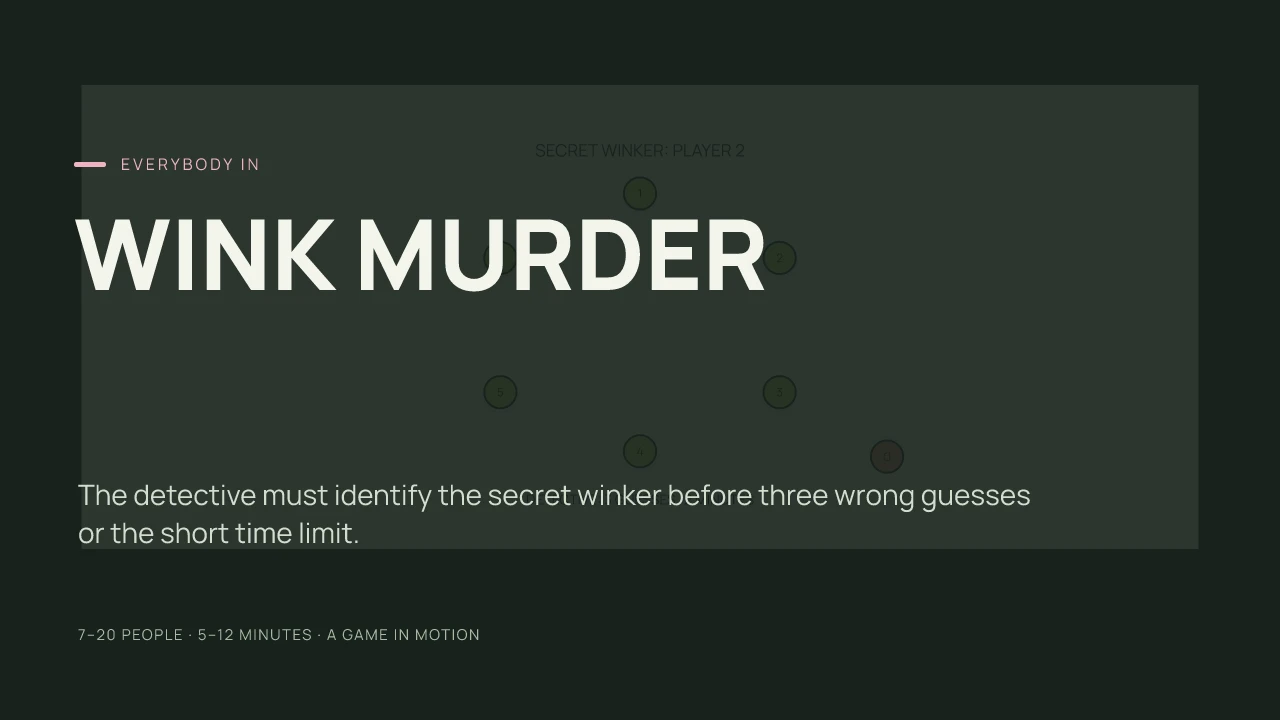 EVERYBODY IN
SECRET WINKER: PLAYER 2
1
WINK MURDER
2
5
3
4
The detective must identify the secret winker before three wrong guesses
or the short time limit.
7–20 PEOPLE · 5–12 MINUTES · A GAME IN MOTION